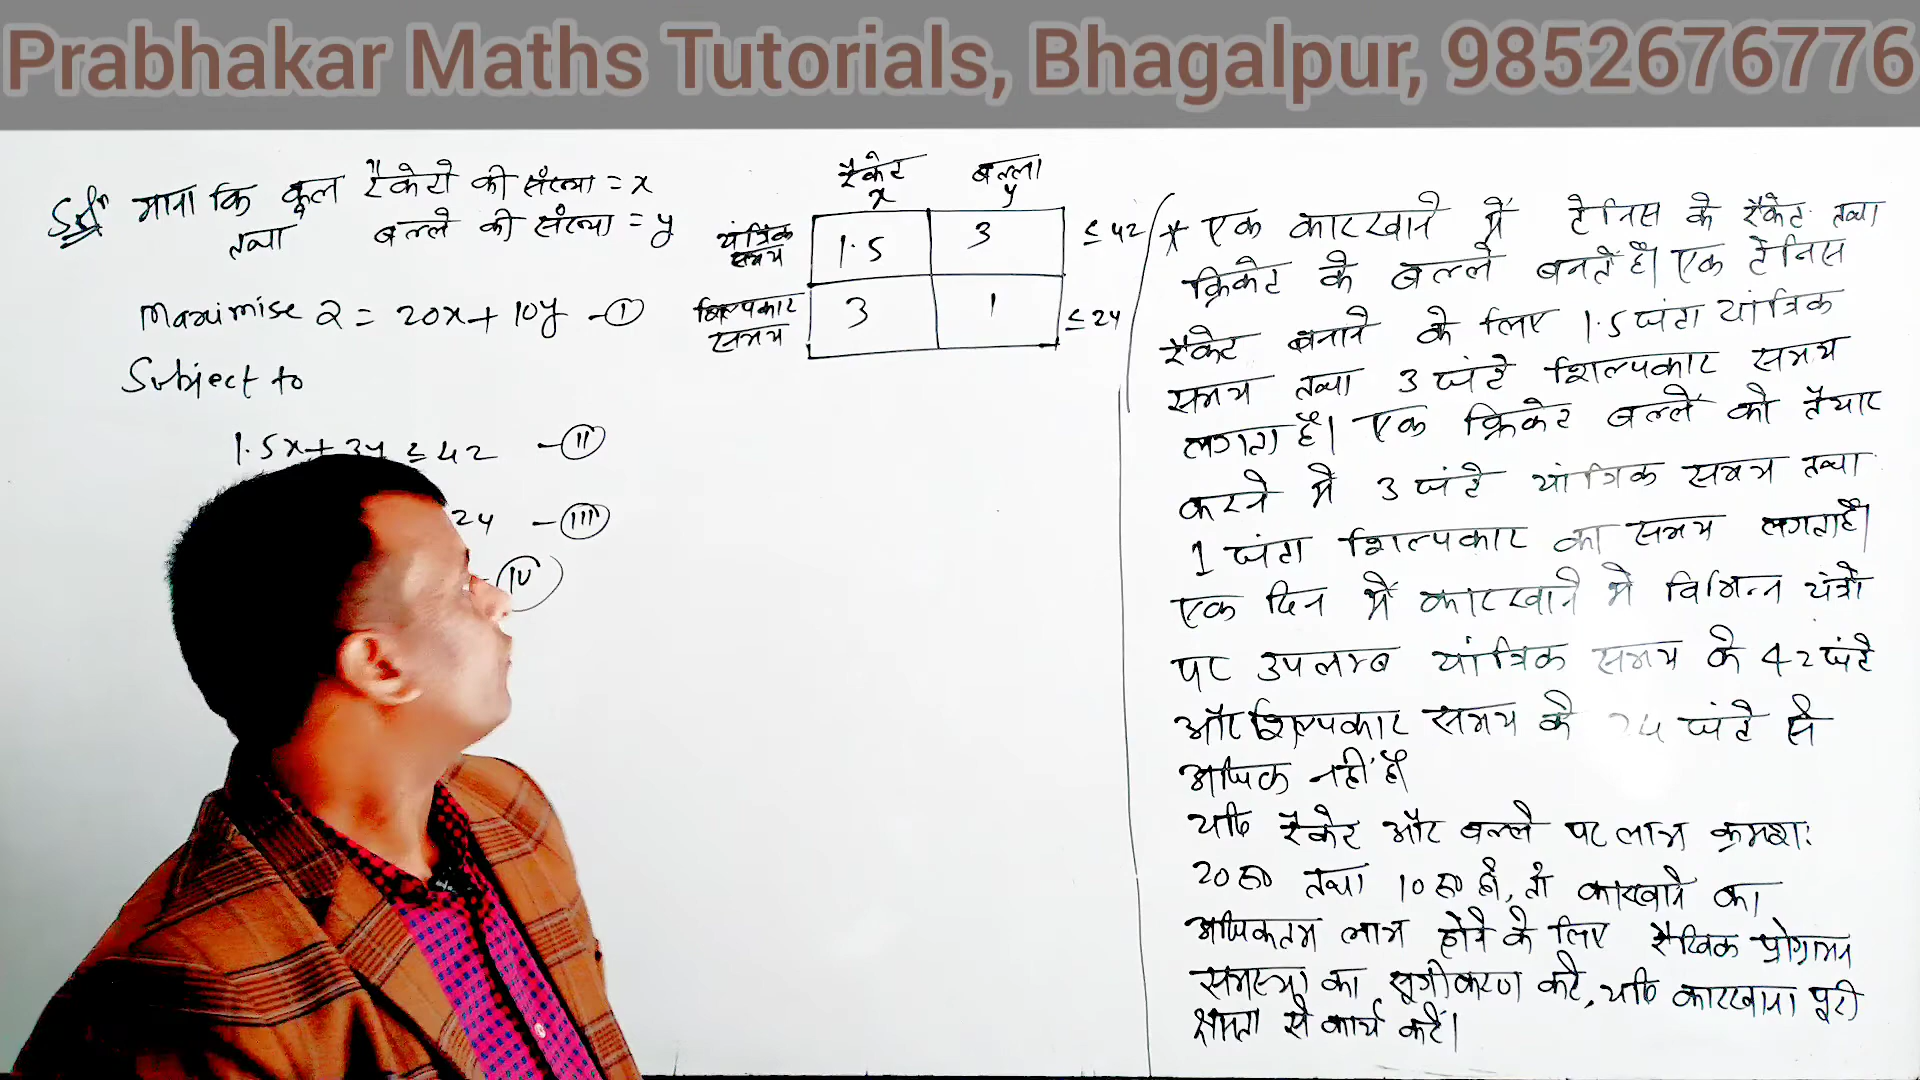 Prabhakar Maths Tutorials, Bhagalpur, 9852676776
Solⁿ माना कि कुल रैकेटों की संख्या = x
तथा बल्ले की संख्या = y
Maximise Z = 20x + 10y - I
Subject to
1.5x + 3y ≤ 42 - II
24 - III
- IV
रैकेट बल्ला
x y
यांत्रिक समय 1.5 3 ≤ 42
शिल्पकार समय 3 1 ≤ 24
* एक कारखाने में टेनिस के रैकेट तथा
क्रिकेट के बल्ले बनते हैं। एक टेनिस
रैकेट बनाने के लिए 1.5 घंटा यांत्रिक
समय तथा 3 घंटे शिल्पकार समय
लगता है। एक क्रिकेट बल्ले को तैयार
करने में 3 घंटे यांत्रिक समय तथा
1 घंटा शिल्पकार का समय लगता है।
एक दिन में कारखाने में विभिन्न यंत्रों
पर उपलब्ध यांत्रिक समय के 42 घंटे
और शिल्पकार समय के 24 घंटे से
अधिक नहीं है।
यदि रैकेट और बल्ले पर लाभ क्रमशः
20 रू० तथा 10 रू० हो, तो कारखाने का
अधिकतम लाभ होने के लिए रैखिक प्रोग्रामन
समस्या का सूत्रीकरण करें, यदि कारखाना पूरी
क्षमता से कार्य करें।